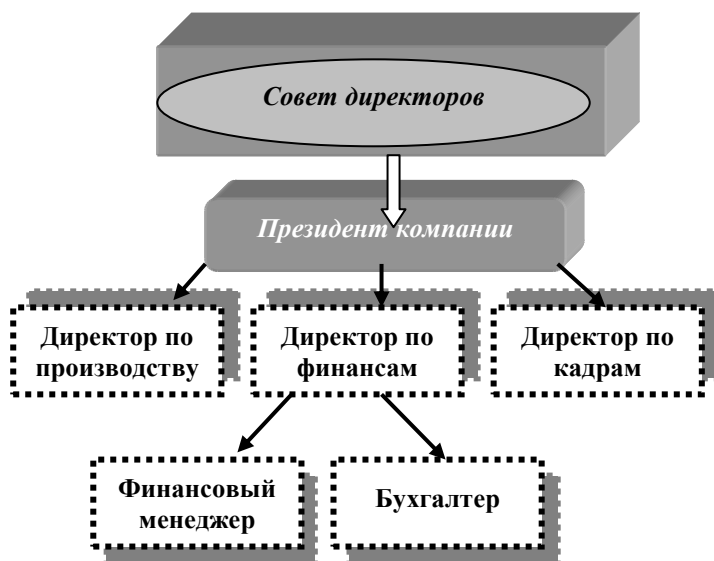 Совет директоров
Президент компании
Директор по
производству
Директор по
финансам
Директор по
кадрам
Финансовый
менеджер
Бухгалтер